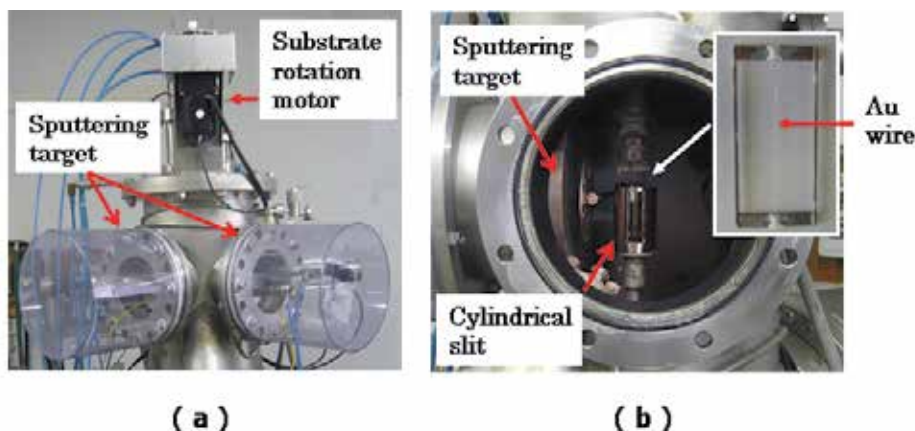 Substrate
rotation
motor
Sputtering
target
(a)
Sputtering
target
Au
wire
Cylindrical
slit
(b)